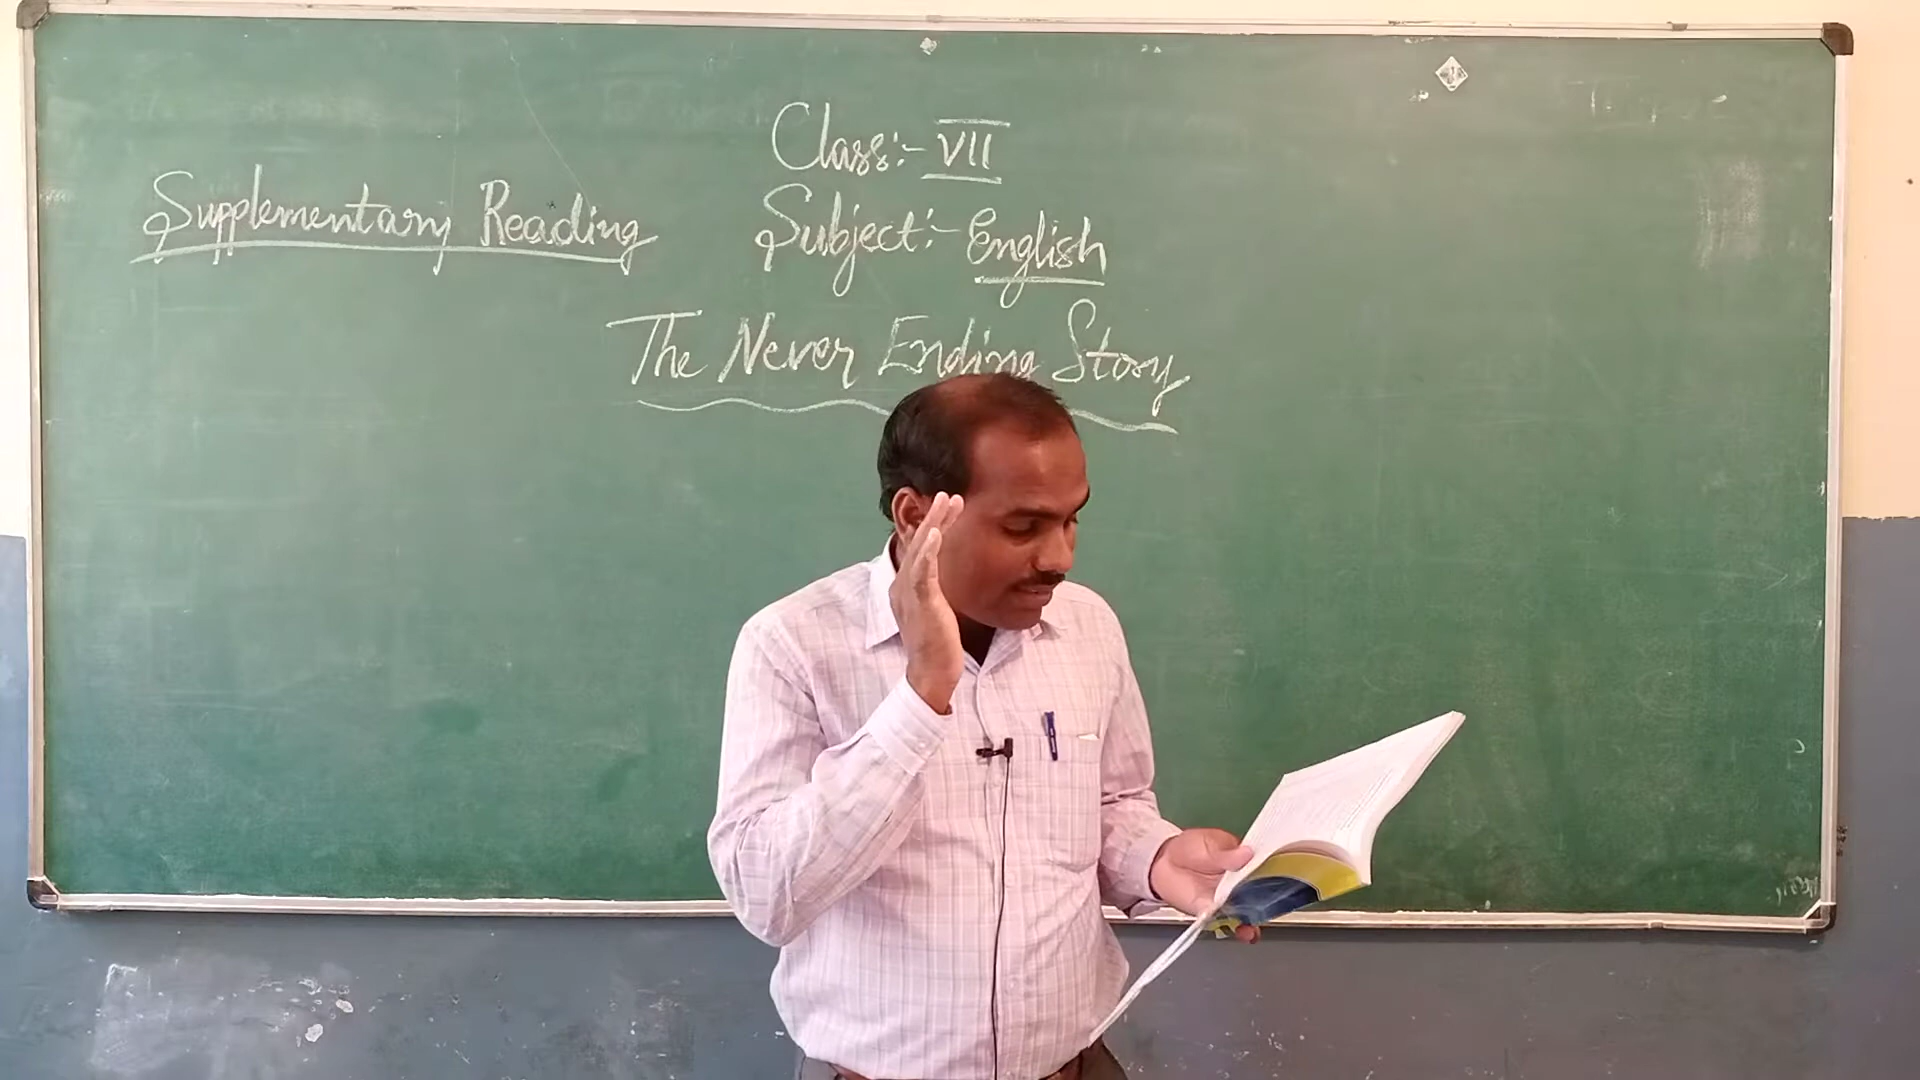 Class:- VII
Supplementary Reading
Subject:- English
The Never Ending Story